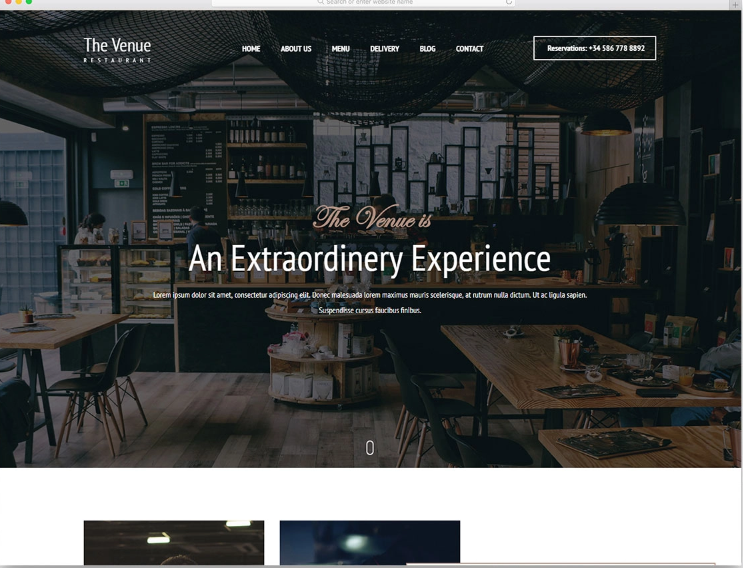 Search or enter website name
The Venue
RESTAURANT
HOME
ABOUT US
MENU
DELIVERY
BLOG
CONTACT
Reservations: +34 586 778 8892
The Venue is
An Extraordinery Experience
Lorem ipsum dolor sit amet, consectetur adipiscing elit. Donec malesuada lorem maximus mauris scelerisque, at rutrum nulla dictum. Ut ac ligula sapien.
Suspendisse cursus faucibus finibus.